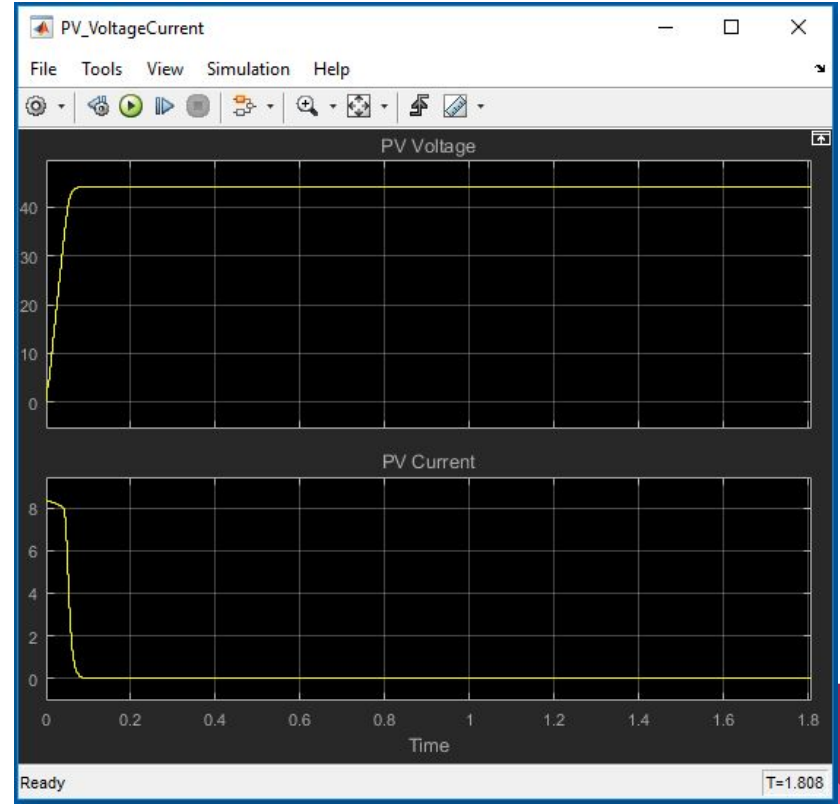 PV_VoltageCurrent
File Tools View Simulation Help
PV Voltage
40
30
20
10
0
PV Current
8
6
4
2
0
0 0.2 0.4 0.6 0.8 1 1.2 1.4 1.6 1.8
Time
Ready T=1.808